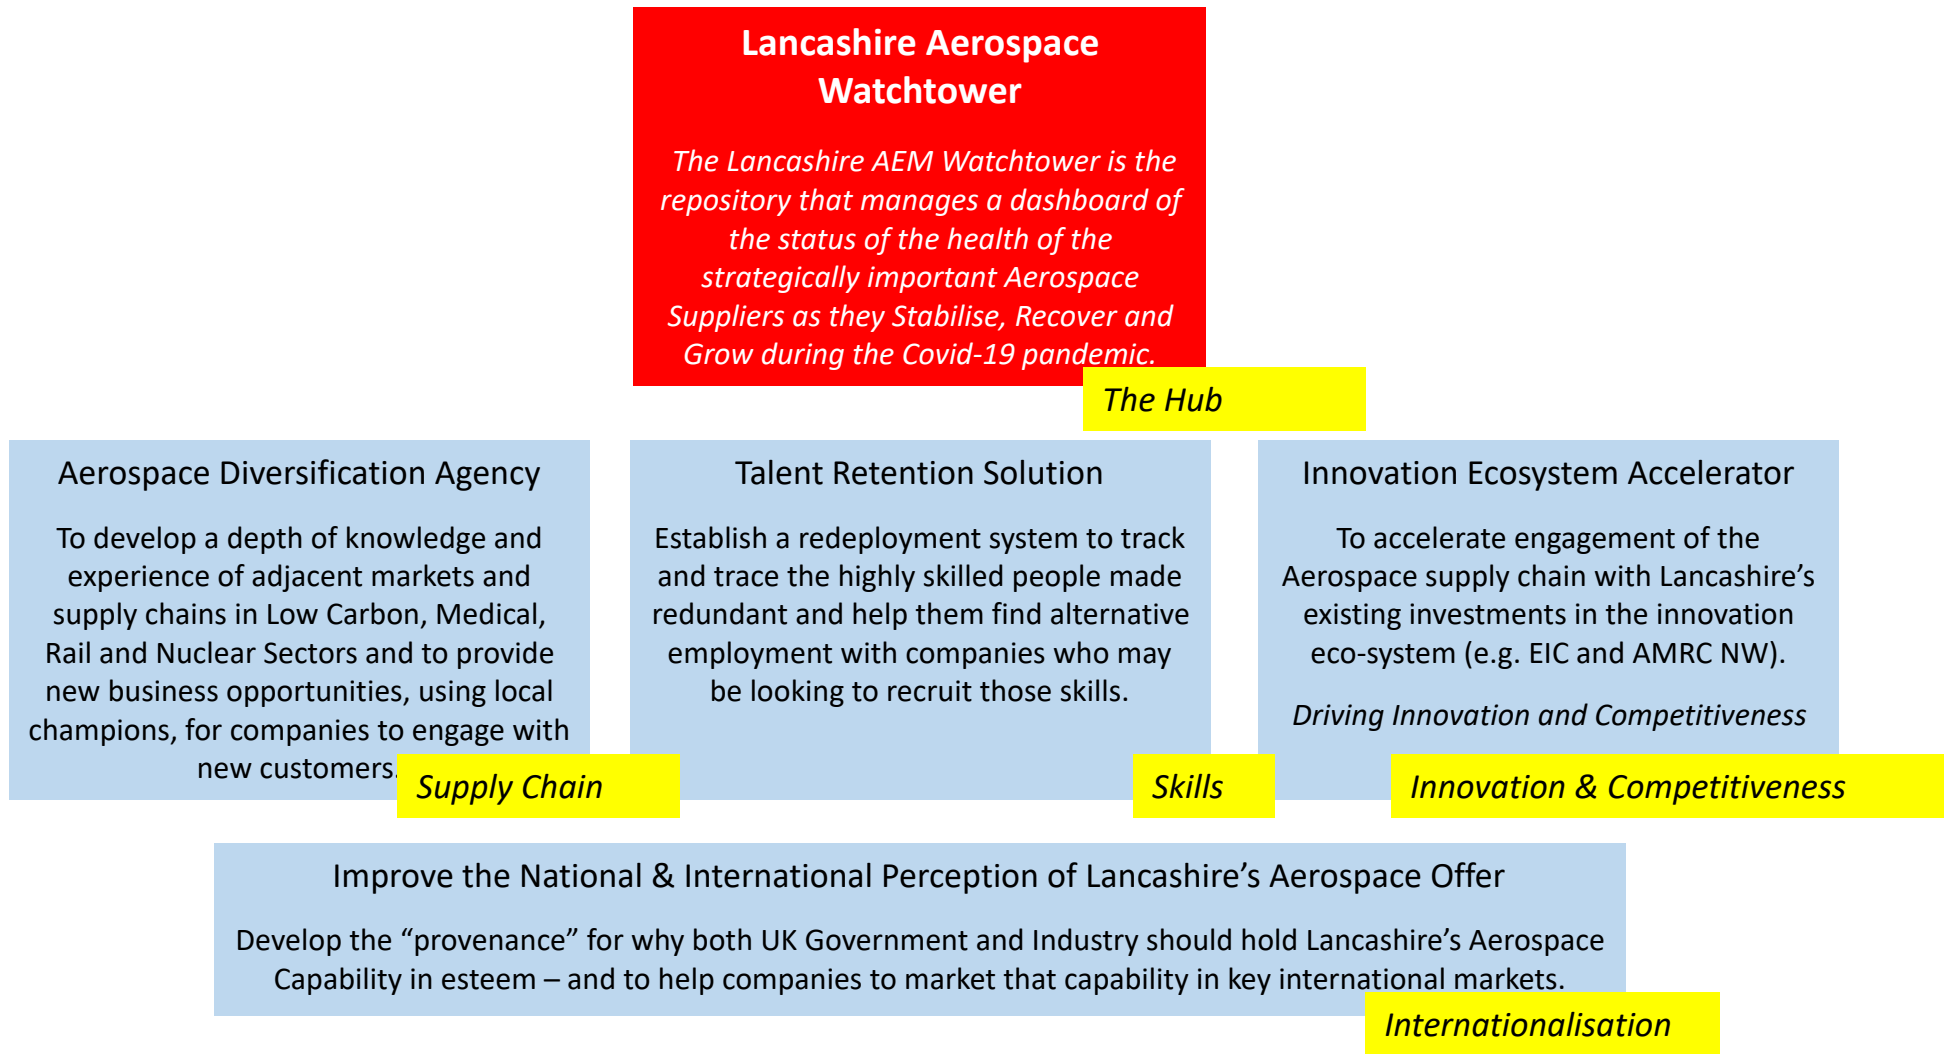 Lancashire Aerospace
Watchtower
The Lancashire AEM Watchtower is the
repository that manages a dashboard of
the status of the health of the
strategically important Aerospace
Suppliers as they Stabilise, Recover and
Grow during the Covid-19 pandemic.
The Hub
Aerospace Diversification Agency
To develop a depth of knowledge and
experience of adjacent markets and
supply chains in Low Carbon, Medical,
Rail and Nuclear Sectors and to provide
new business opportunities, using local
champions, for companies to engage with
new customers.
Supply Chain
Talent Retention Solution
Establish a redeployment system to track
and trace the highly skilled people made
redundant and help them find alternative
employment with companies who may
be looking to recruit those skills.
Skills
Innovation Ecosystem Accelerator
To accelerate engagement of the
Aerospace supply chain with Lancashire’s
existing investments in the innovation
eco-system (e.g. EIC and AMRC NW).
Driving Innovation and Competitiveness
Innovation & Competitiveness
Improve the National & International Perception of Lancashire’s Aerospace Offer
Develop the “provenance” for why both UK Government and Industry should hold Lancashire’s Aerospace
Capability in esteem – and to help companies to market that capability in key international markets.
Internationalisation